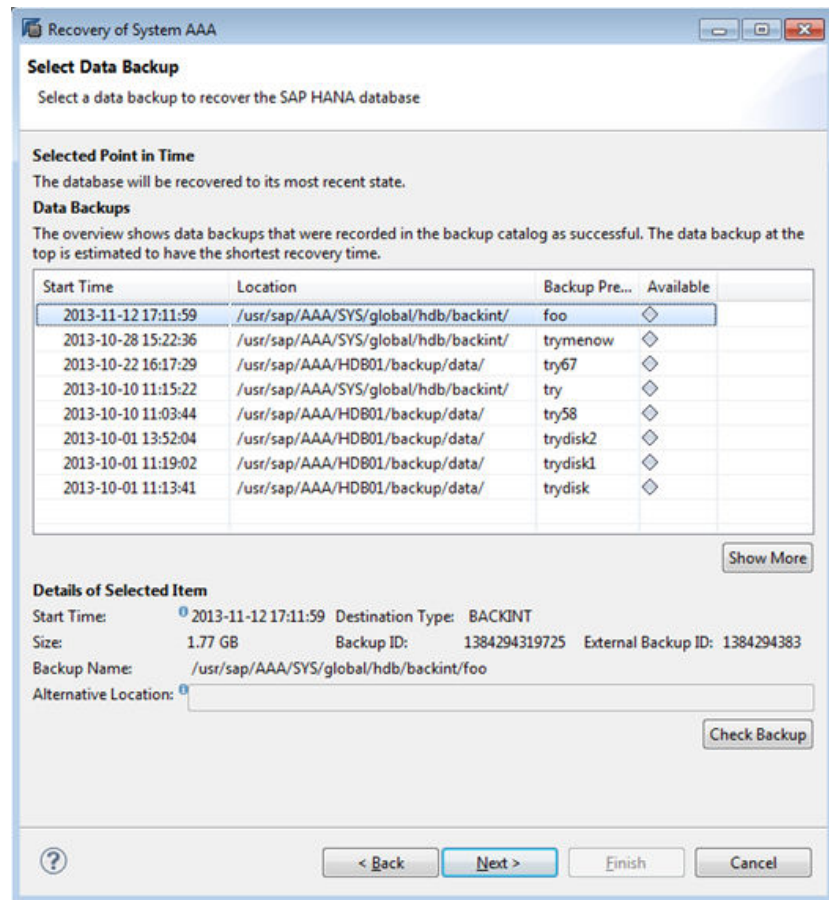 Recovery of System AAA
Select Data Backup
Select a data backup to recover the SAP HANA database
Selected Point in Time
The database will be recovered to its most recent state.
Data Backups
The overview shows data backups that were recorded in the backup catalog as successful. The data backup at the
top is estimated to have the shortest recovery time.
Start Time Location Backup Pre... Available
2013-11-12 17:11:59 /usr/sap/AAA/SYS/global/hdb/backint/ foo
2013-10-28 15:22:36 /usr/sap/AAA/SYS/global/hdb/backint/ trymenow
2013-10-22 16:17:29 /usr/sap/AAA/HDB01/backup/data/ try67
2013-10-10 11:15:22 /usr/sap/AAA/SYS/global/hdb/backint/ try
2013-10-10 11:03:44 /usr/sap/AAA/HDB01/backup/data/ try58
2013-10-01 13:52:04 /usr/sap/AAA/HDB01/backup/data/ trydisk2
2013-10-01 11:19:02 /usr/sap/AAA/HDB01/backup/data/ trydisk1
2013-10-01 11:13:41 /usr/sap/AAA/HDB01/backup/data/ trydisk
Show More
Details of Selected Item
Start Time: 2013-11-12 17:11:59 Destination Type: BACKINT
Size: 1.77 GB Backup ID: 1384294319725 External Backup ID: 1384294383
Backup Name: /usr/sap/AAA/SYS/global/hdb/backint/foo
Alternative Location:
Check Backup
? < Back Next > Finish Cancel